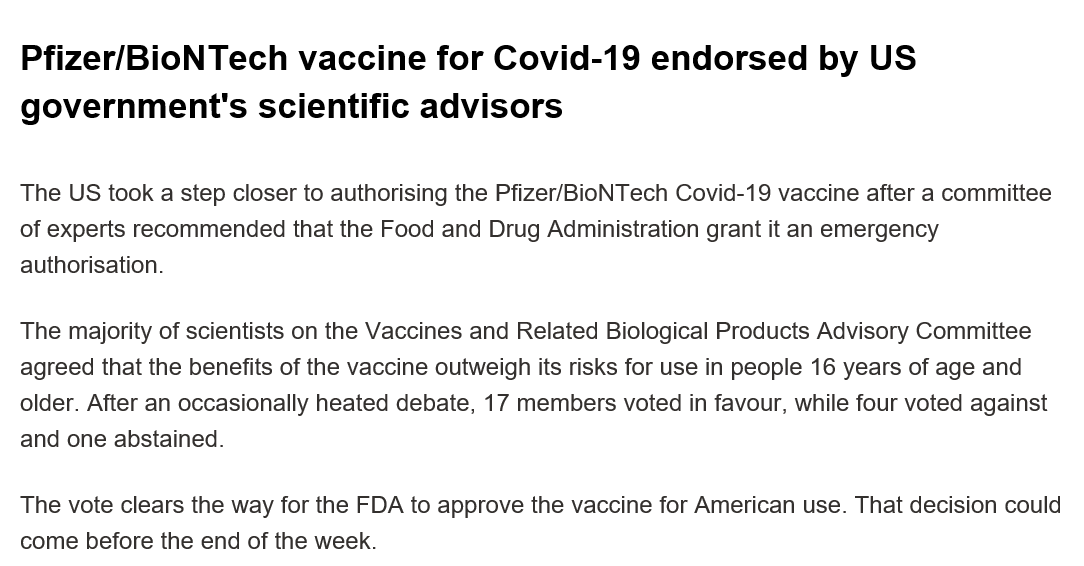 Pfizer/BioNTech vaccine for Covid-19 endorsed by US
government's scientific advisors
The US took a step closer to authorising the Pfizer/BioNTech Covid-19 vaccine after a committee
of experts recommended that the Food and Drug Administration grant it an emergency
authorisation.
The majority of scientists on the Vaccines and Related Biological Products Advisory Committee
agreed that the benefits of the vaccine outweigh its risks for use in people 16 years of age and
older. After an occasionally heated debate, 17 members voted in favour, while four voted against
and one abstained.
The vote clears the way for the FDA to approve the vaccine for American use. That decision could
come before the end of the week.